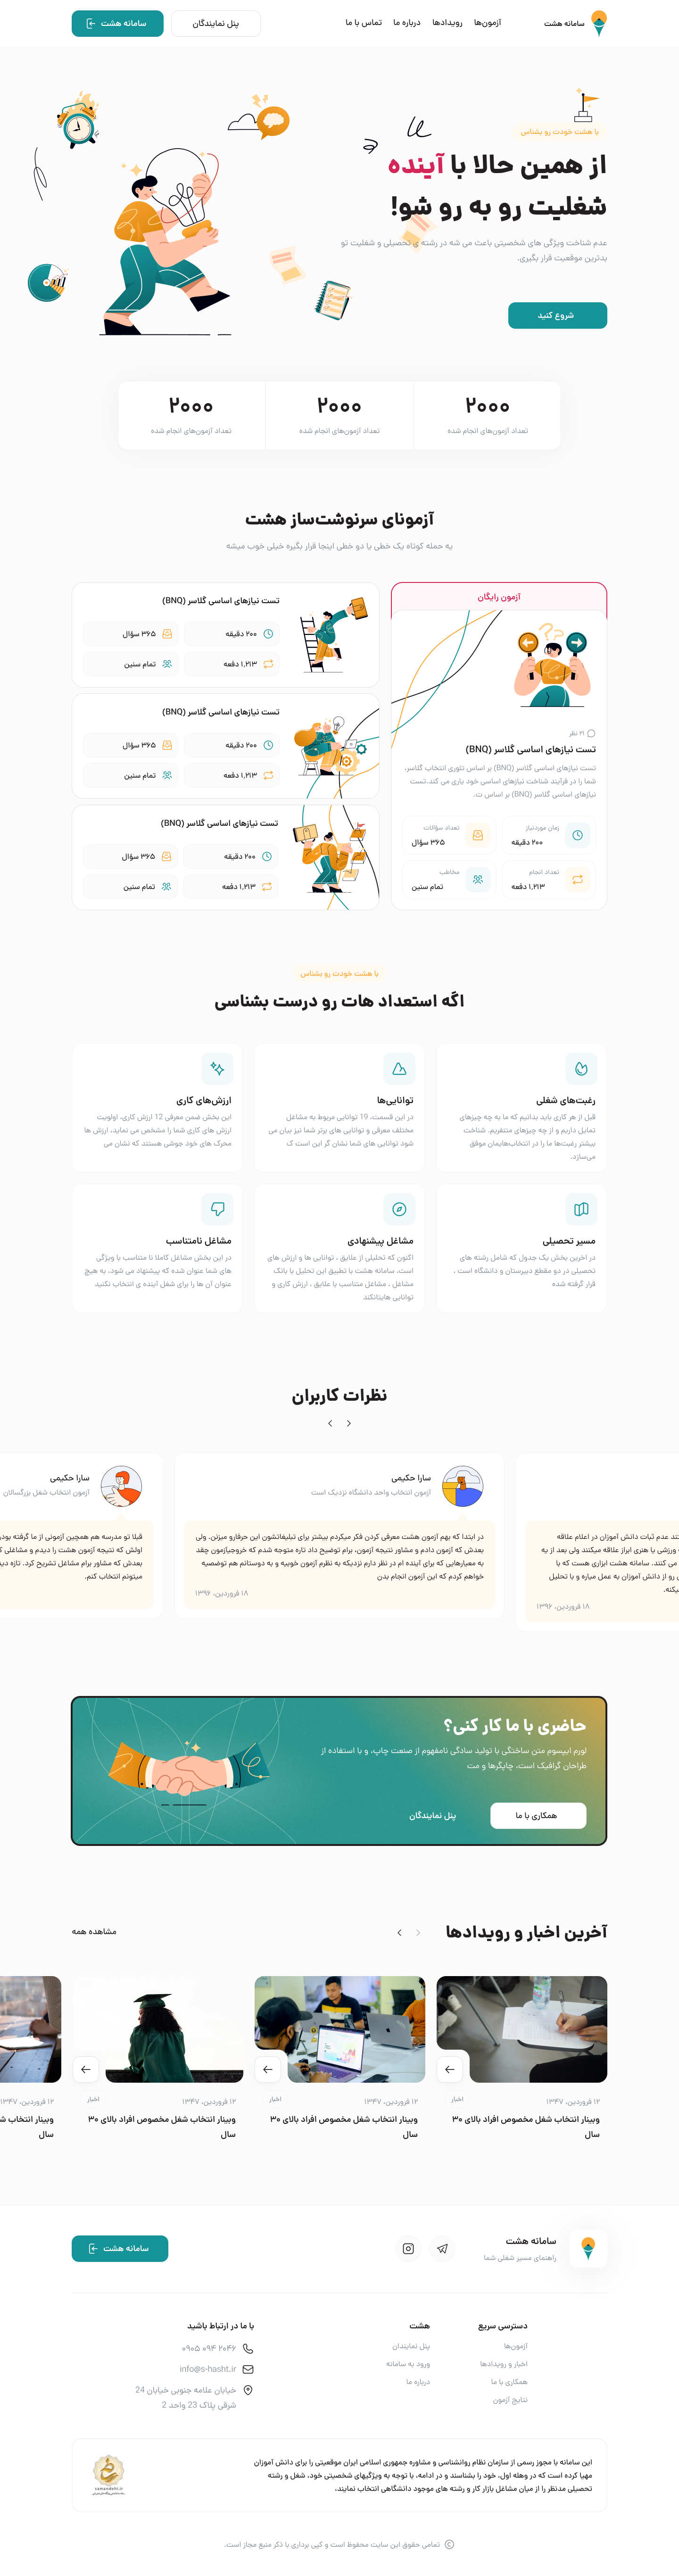 سامانه هشت
آزمون‌ها
رویدادها
درباره ما
تماس با ما
پنل نمایندگان
سامانه هشت
با هشت خودت رو بشناس
از همین حالا با آینده
شغلیت رو به رو شو!
عدم شناخت ویژگی های شخصیتی باعث می شه در رشته ی تحصیلی و شغلیت تو
بدترین موقعیت قرار بگیری.
شروع کنید
۲۰۰۰
تعداد آزمون‌های انجام شده
۲۰۰۰
تعداد آزمون‌های انجام شده
۲۰۰۰
تعداد آزمون‌های انجام شده
آزمونای سرنوشت‌ساز هشت
یه جمله کوتاه یک خطی یا دو خطی اینجا قرار بگیره خیلی خوب میشه
آزمون رایگان
۲۱ نظر
تست نیازهای اساسی گلاسر (BNQ)
تست نیازهای اساسی گلاسر (BNQ) بر اساس تئوری انتخاب گلاسر،
شما را در فرآیند شناخت نیازهای اساسی خود یاری می کند.تست
نیازهای اساسی گلاسر (BNQ) بر اساس ت.
زمان موردنیاز
۲۰۰ دقیقه
تعداد سؤالات
۳۶۵ سؤال
تعداد انجام
۱,۲۱۳ دفعه
مخاطب
تمام سنین
تست نیازهای اساسی گلاسر (BNQ)
۲۰۰ دقیقه
۳۶۵ سؤال
۱,۲۱۳ دفعه
تمام سنین
تست نیازهای اساسی گلاسر (BNQ)
۲۰۰ دقیقه
۳۶۵ سؤال
۱,۲۱۳ دفعه
تمام سنین
تست نیازهای اساسی گلاسر (BNQ)
۲۰۰ دقیقه
۳۶۵ سؤال
۱,۲۱۳ دفعه
تمام سنین
با هشت خودت رو بشناس
اگه استعداد هات رو درست بشناسی
رغبت‌های شغلی
قبل از هر کاری باید بدانیم که ما به چه چیزهای
تمایل داریم و از چه چیزهای متنفریم. شناخت
بیشتر رغبت‌ها ما را در انتخاب‌هایمان موفق
می‌سازد.
توانایی‌ها
در این قسمت، 19 توانایی مربوط به مشاغل
مختلف معرفی و توانایی های برتر شما نیز بیان می
شود توانایی های شما نشان گر این است ک
ارزش‌های کاری
این بخش ضمن معرفی 12 ارزش کاری، اولویت
ارزش های کاری شما را مشخص می نماید، ارزش ها
محرک های خود جوشی هستند که نشان می
مسیر تحصیلی
در آخرین بخش یک جدول که شامل رشته های
تحصیلی در دو مقطع دبیرستان و دانشگاه است ،
قرار گرفته شده
مشاغل پیشنهادی
اکنون که تحلیلی از علایق ، توانایی ها و ارزش های
است، سامانه هشت با تطبیق این تحلیل با بانک
مشاغل ، مشاغل متناسب با علایق ، ارزش کاری و
توانایی هایتانکند
مشاغل نامتناسب
در این بخش مشاغل کاملا نا متناسب با ویژگی
های شما عنوان شده که پیشنهاد می شود، به هیچ
عنوان آن ها را برای شغل آینده ی انتخاب نکنید
نظرات کاربران
تند عدم ثبات دانش آموزان در اعلام علاقه
ورزشی یا هنری ابراز علاقه میکنند ولی بعد از یه
می کنند. سامانه هشت ابزاری هست که با
رو از دانش آموزان به عمل میاره و با تحلیل
یکنه.
۱۸ فروردین، ۱۳۹۶
سارا حکیمی
آزمون انتخاب واحد دانشگاه نزدیک است
در ابتدا که بهم آزمون هشت معرفی کردن فکر میکردم بیشتر برای تبلیغاتشون این حرفارو میزنن. ولی
بعدش که آزمون دادم و مشاور نتیجه آزمون، برام توضیح داد تازه متوجه شدم که خروجیازمون چقد
به معیارهایی که برای آینده ام در نظر دارم نزدیکه به نظرم آزمون خوبیه و به دوستانم هم توضصیه
خواهم کردم که این آزمون انجام بدن
۱۸ فروردین، ۱۳۹۶
سارا حکیمی
آزمون انتخاب شغل بزرگسالان
قبلا تو مدرسه هم همچین آزمونی از ما گرفته بودن
اولش که نتیجه آزمون هشت را دیدم و مشاغلی که
بعدش که مشاور برام مشاغل تشریح کرد، تازه دید
میتونم انتخاب کنم.
حاضری با ما کار کنی؟
لورم ایپسوم متن ساختگی با تولید سادگی نامفهوم از صنعت چاپ، و با استفاده از
طراحان گرافیک است، چاپگرها و مت
همکاری با ما
پنل نمایندگان
آخرین اخبار و رویدادها
مشاهده همه
۱۲ فروردین، ۱۳۴۷
اخبار
وبینار انتخاب شغل مخصوص افراد بالای ۳۰
سال
۱۲ فروردین، ۱۳۴۷
اخبار
وبینار انتخاب شغل مخصوص افراد بالای ۳۰
سال
۱۲ فروردین، ۱۳۴۷
اخبار
وبینار انتخاب شغل مخصوص افراد بالای ۳۰
سال
۱۲ فروردین، ۱۳۴۷
وبینار انتخاب ش
سال
سامانه هشت
راهنمای مسیر شغلی شما
سامانه هشت
دسترسی سریع
آزمون‌ها
اخبار و رویدادها
همکاری با ما
نتایج آزمون
هشت
پنل نمایندان
ورود به سامانه
درباره ما
با ما در ارتباط باشید
۰۹۰۵ ۰۹۴ ۲۰۴۶
info@s-hasht.ir
خیابان علامه جنوبی خیابان 24
شرقی پلاک 23 واحد 2
این سامانه با مجوز رسمی از سازمان نظام روانشناسی و مشاوره جمهوری اسلامی ایران موقعیتی را برای دانش آموزان
مهیا کرده است که در وهله اول، خود را بشناسند و در ادامه، با توجه به ویژگیهای شخصیتی خود، شغل و رشته
تحصیلی مدنظر را از میان مشاغل بازار کار و رشته های موجود دانشگاهی انتخاب نمایند.
samandehi.ir
تمامی حقوق این سایت محفوظ است و کپی برداری با ذکر منبع مجاز است.